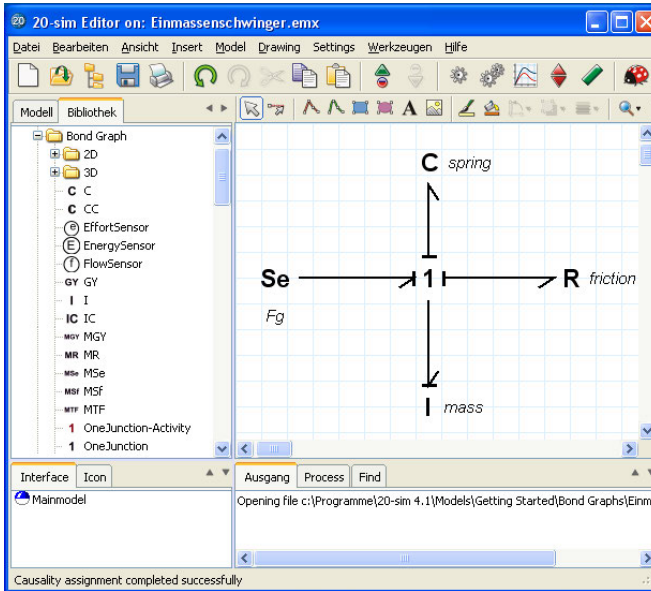 20-sim Editor on: Einmassenschwinger.emx
Datei Bearbeiten Ansicht Insert Model Drawing Settings Werkzeugen Hilfe
Modell Bibliothek
A
Bond Graph
2D
3D
C C
C CC
e EffortSensor
E EnergySensor
f FlowSensor
GY GY
I I
IC IC
MGY MGY
MR MR
MSe MSe
MSf MSf
MTF MTF
1 OneJunction-Activity
1 OneJunction
C spring
Se 1 R friction
Fg
I mass
Interface Icon
Mainmodel
Ausgang Process Find
Opening file c:\Programme\20-sim 4.1\Models\Getting Started\Bond Graphs\Einm
Causality assignment completed successfully